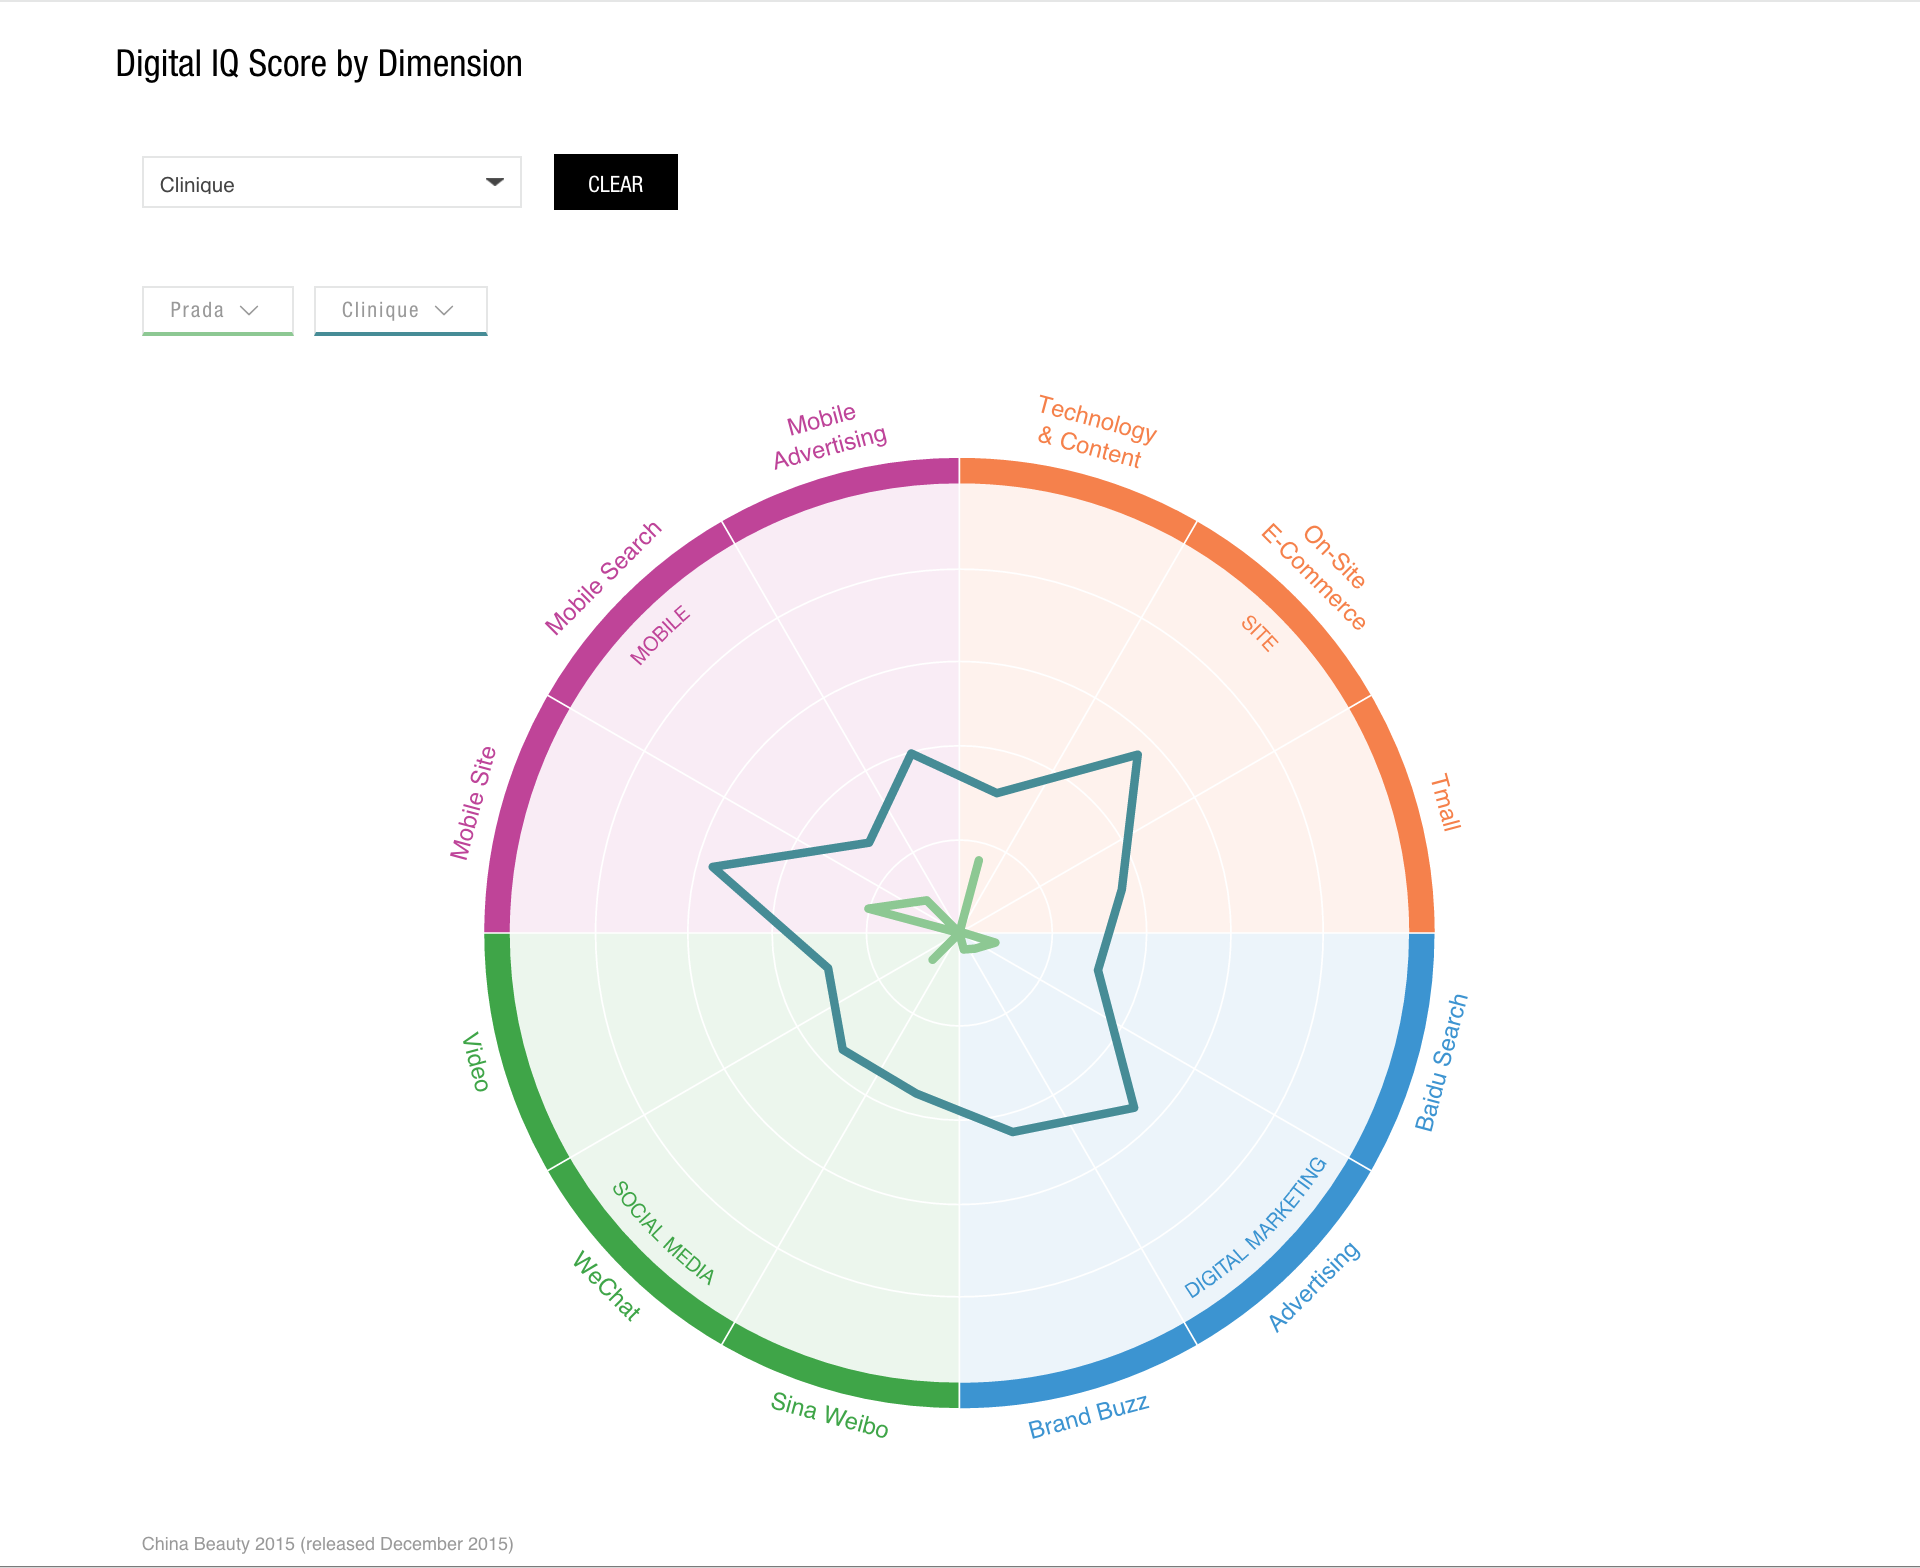 Digital IQ Score by Dimension
Clinique
CLEAR
Prada
Clinique
Mobile
Advertising
Technology
& Content
Mobile Search
On-Site
E-Commerce
MOBILE
SITE
Mobile Site
Tmall
Video
Baidu Search
SOCIAL MEDIA
DIGITAL MARKETING
WeChat
Advertising
Sina Weibo
Brand Buzz
China Beauty 2015 (released December 2015)